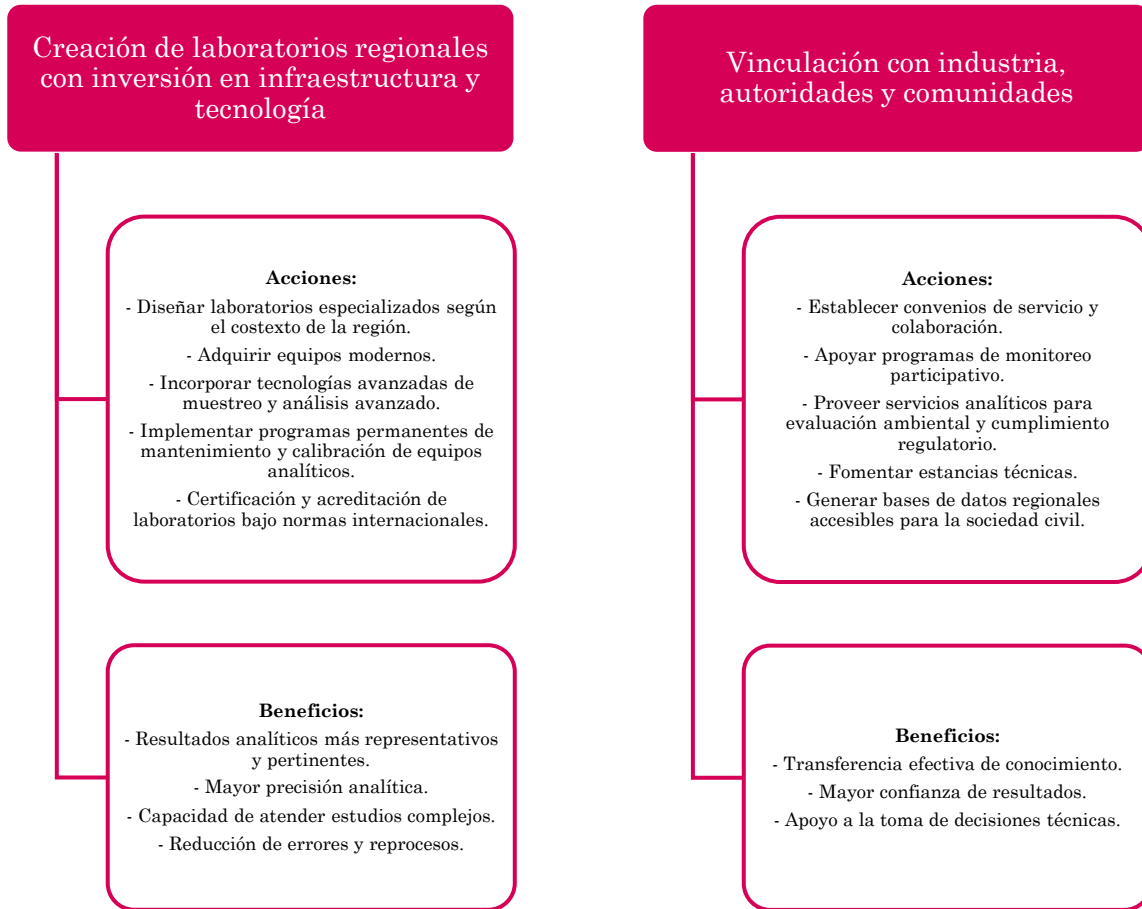 Creación de laboratorios regionales
con inversión en infraestructura y
tecnología
Acciones:
- Diseñar laboratorios especializados según
el costexto de la región.
- Adquirir equipos modernos.
- Incorporar tecnologías avanzadas de
muestreo y análisis avanzado.
- Implementar programas permanentes de
mantenimiento y calibración de equipos
analíticos.
- Certificación y acreditación de
laboratorios bajo normas internacionales.
Beneficios:
- Resultados analíticos más representativos
y pertinentes.
- Mayor precisión analítica.
- Capacidad de atender estudios complejos.
- Reducción de errores y reprocesos.
Vinculación con industria,
autoridades y comunidades
Acciones:
- Establecer convenios de servicio y
colaboración.
- Apoyar programas de monitoreo
participativo.
- Proveer servicios analíticos para
evaluación ambiental y cumplimiento
regulatorio.
- Fomentar estancias técnicas.
- Generar bases de datos regionales
accesibles para la sociedad civil.
Beneficios:
- Transferencia efectiva de conocimiento.
- Mayor confianza de resultados.
- Apoyo a la toma de decisiones técnicas.